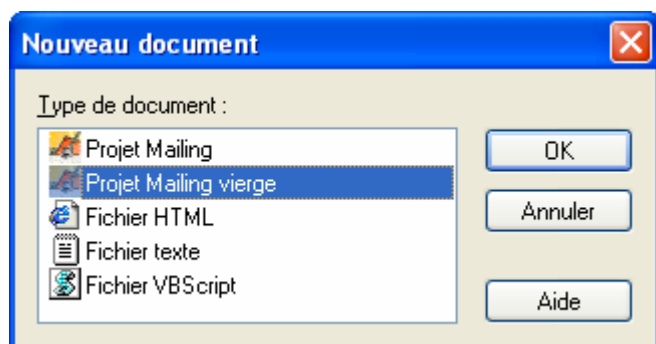 Nouveau document
Type de document :
Projet Mailing
Projet Mailing vierge
Fichier HTML
Fichier texte
Fichier VBScript
OK
Annuler
Aide